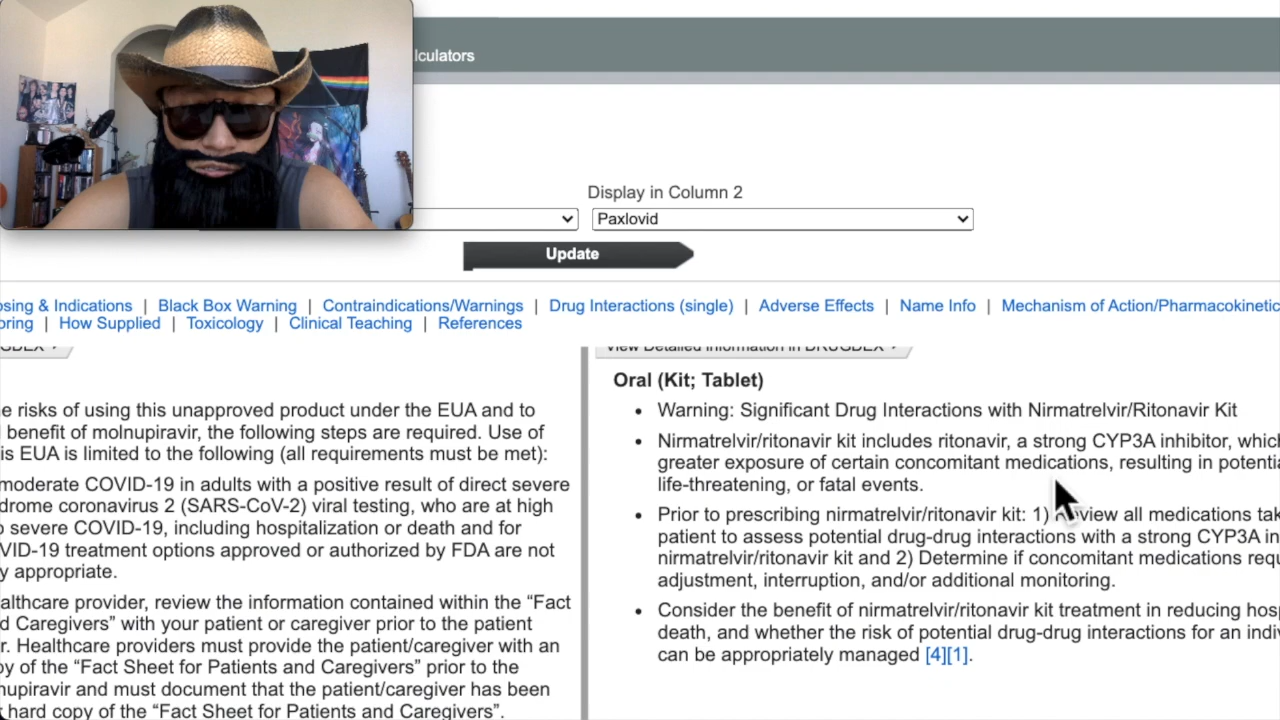 lculators
Display in Column 2
Paxlovid
Update
osing & Indications | Black Box Warning | Contraindications/Warnings | Drug Interactions (single) | Adverse Effects | Name Info | Mechanism of Action/Pharmacokinetic
oring | How Supplied | Toxicology | Clinical Teaching | References
View Detailed Information in DRUGDEX
Oral (Kit; Tablet)
e risks of using this unapproved product under the EUA and to
benefit of molnupiravir, the following steps are required. Use of
is EUA is limited to the following (all requirements must be met):
moderate COVID-19 in adults with a positive result of direct severe
drome coronavirus 2 (SARS-CoV-2) viral testing, who are at high
o severe COVID-19, including hospitalization or death and for
VID-19 treatment options approved or authorized by FDA are not
y appropriate.
althcare provider, review the information contained within the “Fact
d Caregivers” with your patient or caregiver prior to the patient
r. Healthcare providers must provide the patient/caregiver with an
py of the “Fact Sheet for Patients and Caregivers” prior to the
nupiravir and must document that the patient/caregiver has been
hard copy of the “Fact Sheet for Patients and Caregivers”.
• Warning: Significant Drug Interactions with Nirmatrelvir/Ritonavir Kit
• Nirmatrelvir/ritonavir kit includes ritonavir, a strong CYP3A inhibitor, which
greater exposure of certain concomitant medications, resulting in potentia
life-threatening, or fatal events.
• Prior to prescribing nirmatrelvir/ritonavir kit: 1) view all medications tak
patient to assess potential drug-drug interactions with a strong CYP3A in
nirmatrelvir/ritonavir kit and 2) Determine if concomitant medications requ
adjustment, interruption, and/or additional monitoring.
• Consider the benefit of nirmatrelvir/ritonavir kit treatment in reducing hosp
death, and whether the risk of potential drug-drug interactions for an indiv
can be appropriately managed [4][1].